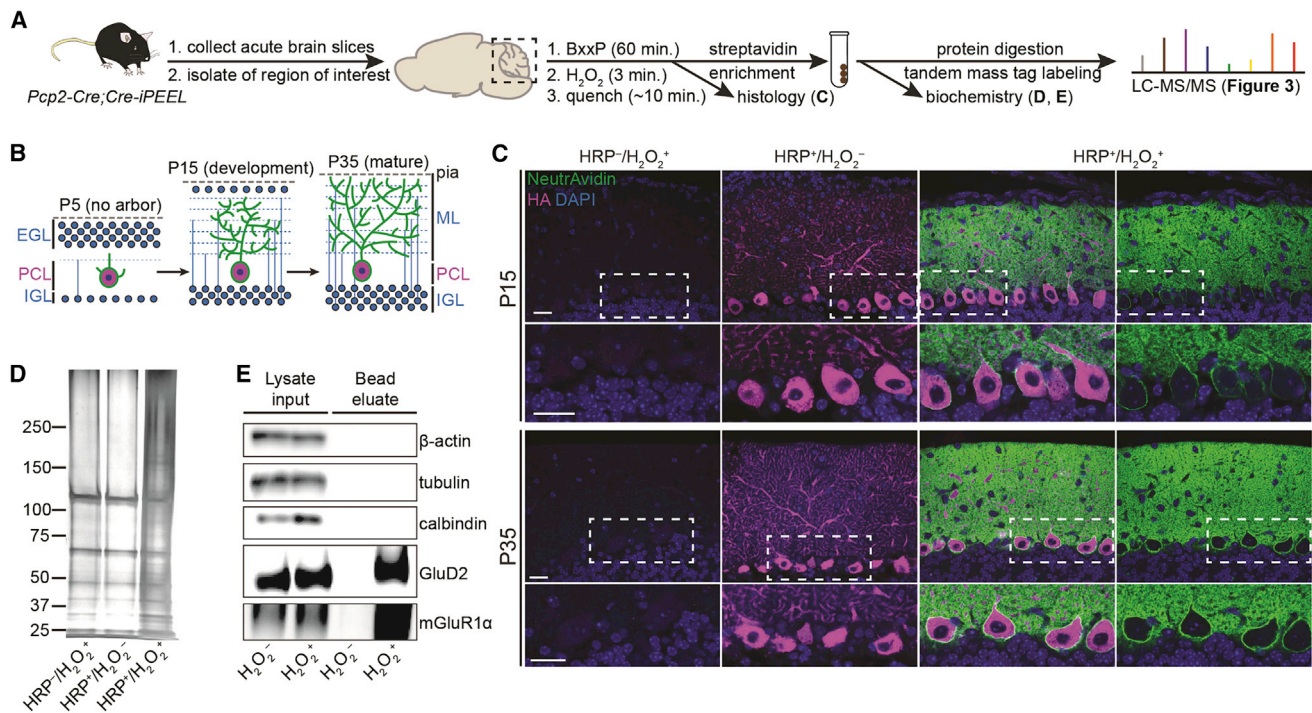 A
1. collect acute brain slices
2. isolate of region of interest
Pcp2-Cre;Cre-iPEEL
1. BxxP (60 min.)
2. H2O2 (3 min.)
3. quench (~10 min.)
streptavidin
enrichment
histology (C)
protein digestion
tandem mass tag labeling
biochemistry (D, E)
LC-MS/MS (Figure 3)
B
P5 (no arbor)
P15 (development)
P35 (mature)
pia
EGL
ML
PCL
PCL
IGL
IGL
C
HRP−/H2O2+
HRP+/H2O2−
HRP+/H2O2+
NeutrAvidin
HA DAPI
P15
P35
D
250
150
100
75
50
37
25
HRP−/H2O2+
HRP+/H2O2−
HRP+/H2O2+
E
Lysate
input
Bead
eluate
β-actin
tubulin
calbindin
GluD2
mGluR1α
H2O2−
H2O2+
H2O2−
H2O2+